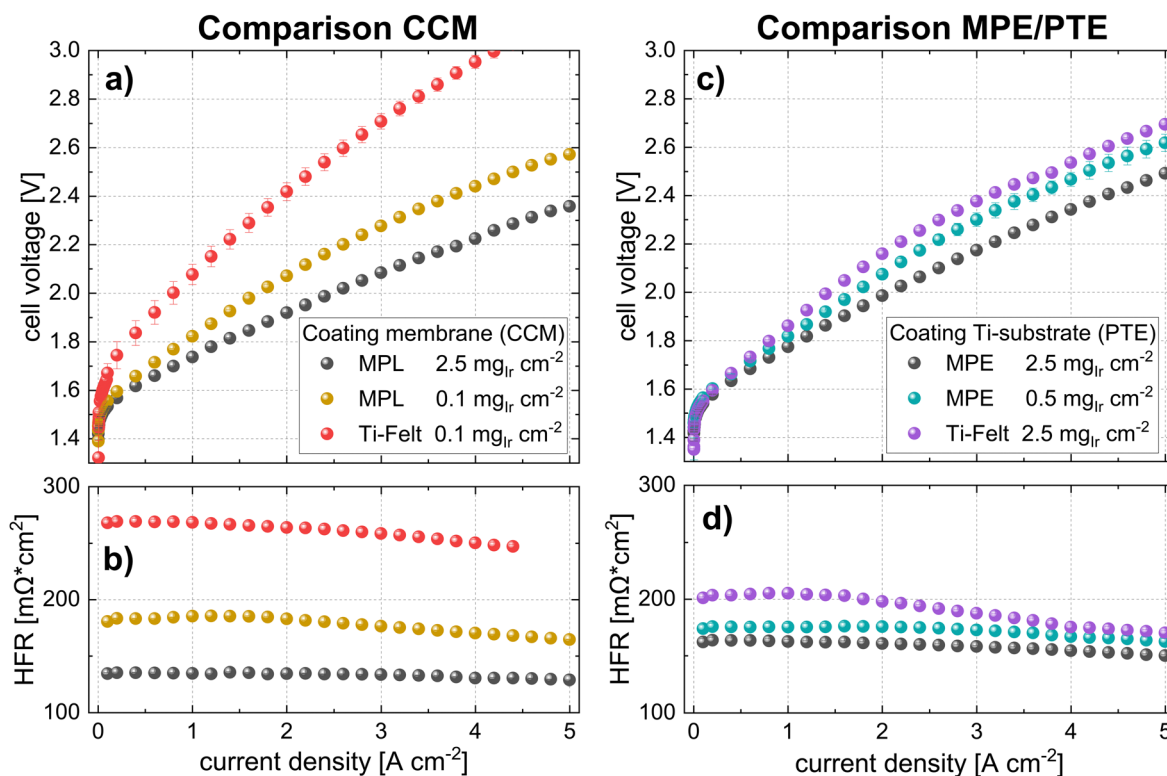 Comparison CCM
Comparison MPE/PTE
a)
3.0
2.8
2.6
2.4
2.2
2.0
1.8
1.6
1.4
cell voltage [V]
Coating membrane (CCM)
MPL 2.5 mg_Ir cm⁻²
MPL 0.1 mg_Ir cm⁻²
Ti-Felt 0.1 mg_Ir cm⁻²
c)
3.0
2.8
2.6
2.4
2.2
2.0
1.8
1.6
1.4
cell voltage [V]
Coating Ti-substrate (PTE)
MPE 2.5 mg_Ir cm⁻²
MPE 0.5 mg_Ir cm⁻²
Ti-Felt 2.5 mg_Ir cm⁻²
b)
300
200
100
HFR [mΩ*cm²]
0 1 2 3 4 5
current density [A cm⁻²]
d)
300
200
100
HFR [mΩ*cm²]
0 1 2 3 4 5
current density [A cm⁻²]